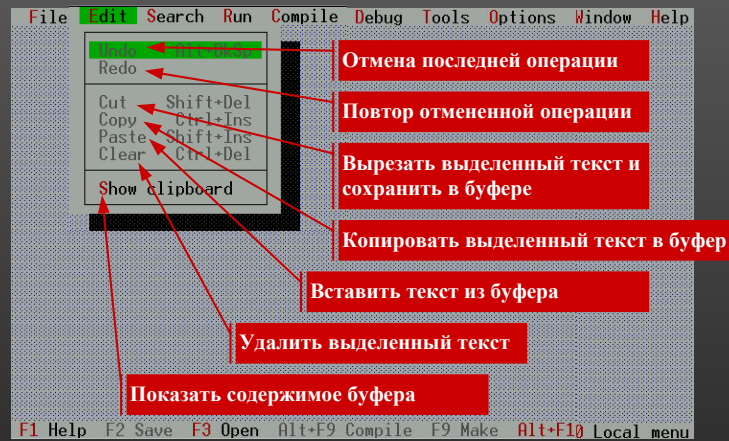 File Edit Search Run Compile Debug Tools Options Window Help
Undo Alt+BkSp
Отмена последней операции
Redo
Повтор отмененной операции
Cut Shift+Del
Copy Ctrl+Ins
Paste Shift+Ins
Clear Ctrl+Del
Вырезать выделенный текст и
сохранить в буфере
Show clipboard
Копировать выделенный текст в буфер
Вставить текст из буфера
Удалить выделенный текст
Показать содержимое буфера
F1 Help F2 Save F3 Open Alt+F9 Compile F9 Make Alt+F10 Local menu